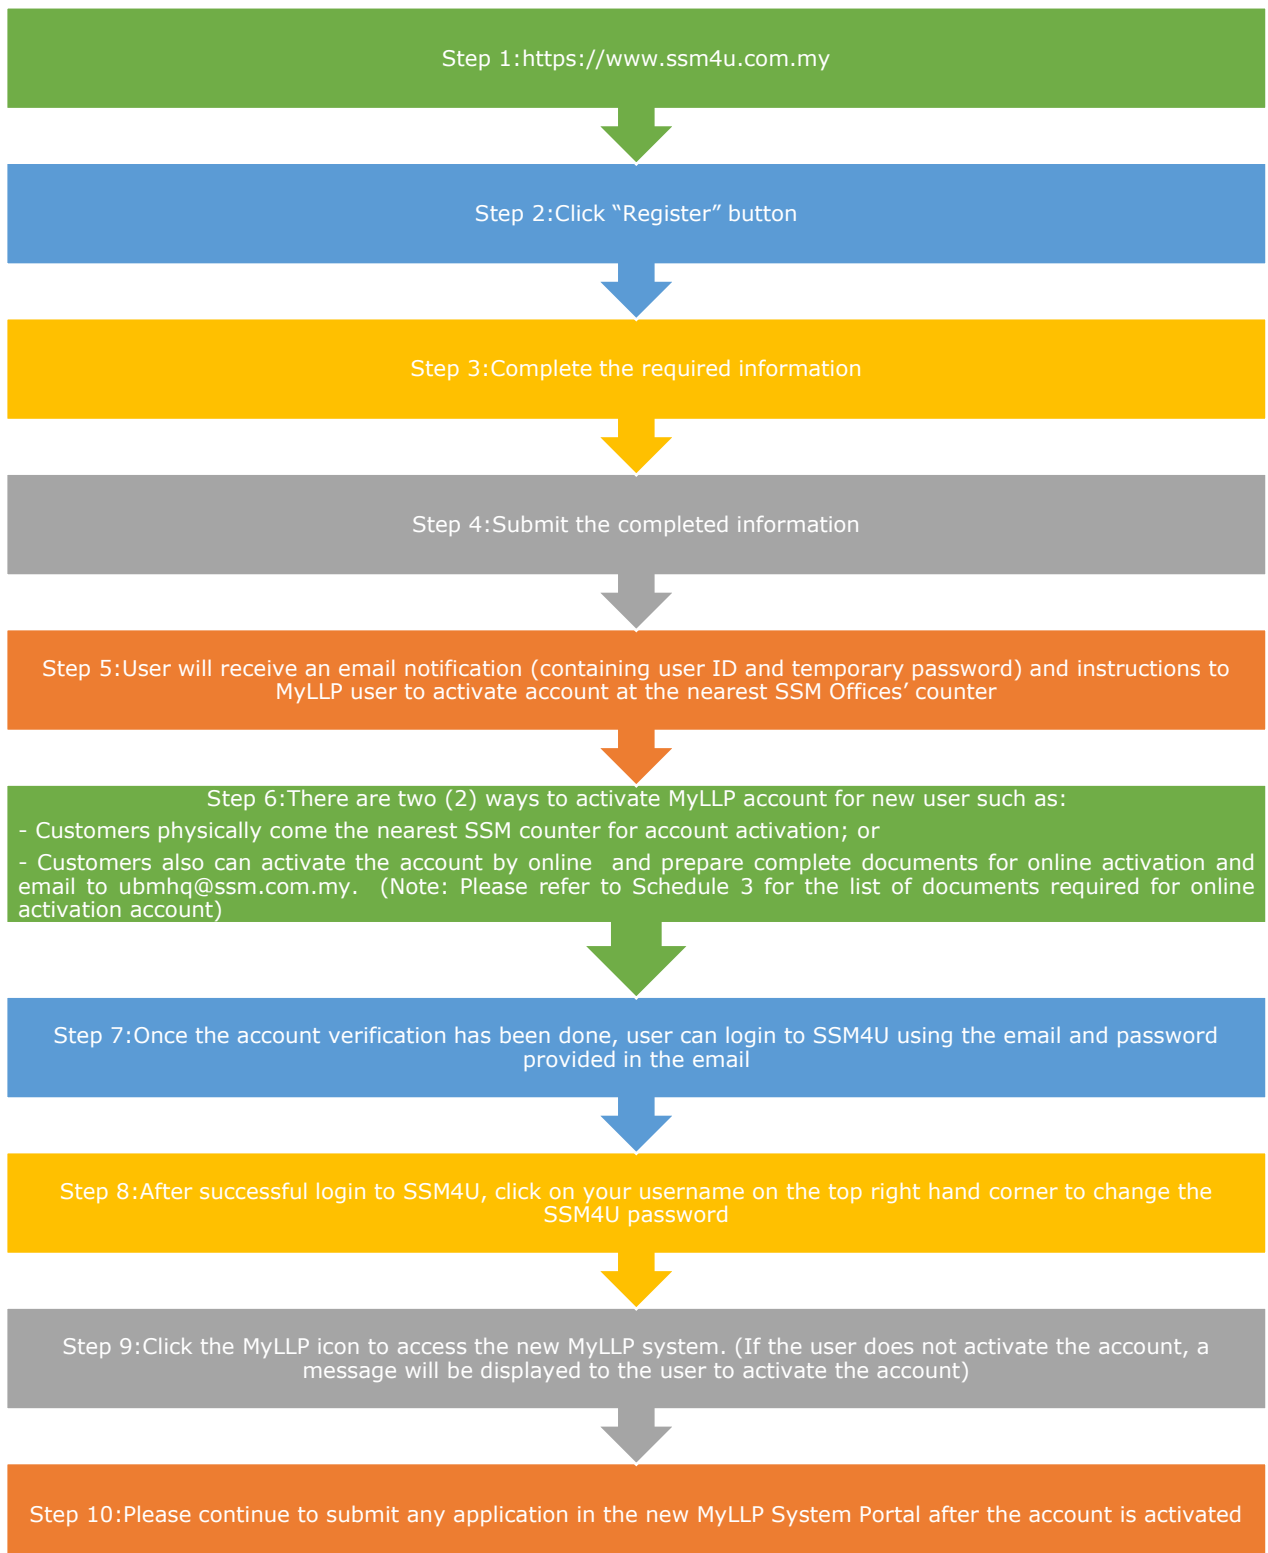 Step 1:https://www.ssm4u.com.my
Step 2:Click “Register” button
Step 3:Complete the required information
Step 4:Submit the completed information
Step 5:User will receive an email notification (containing user ID and temporary password) and instructions to
MyLLP user to activate account at the nearest SSM Offices’ counter
Step 6:There are two (2) ways to activate MyLLP account for new user such as:
- Customers physically come the nearest SSM counter for account activation; or
- Customers also can activate the account by online and prepare complete documents for online activation and
email to ubmhq@ssm.com.my. (Note: Please refer to Schedule 3 for the list of documents required for online
activation account)
Step 7:Once the account verification has been done, user can login to SSM4U using the email and password
provided in the email
Step 8:After successful login to SSM4U, click on your username on the top right hand corner to change the
SSM4U password
Step 9:Click the MyLLP icon to access the new MyLLP system. (If the user does not activate the account, a
message will be displayed to the user to activate the account)
Step 10:Please continue to submit any application in the new MyLLP System Portal after the account is activated